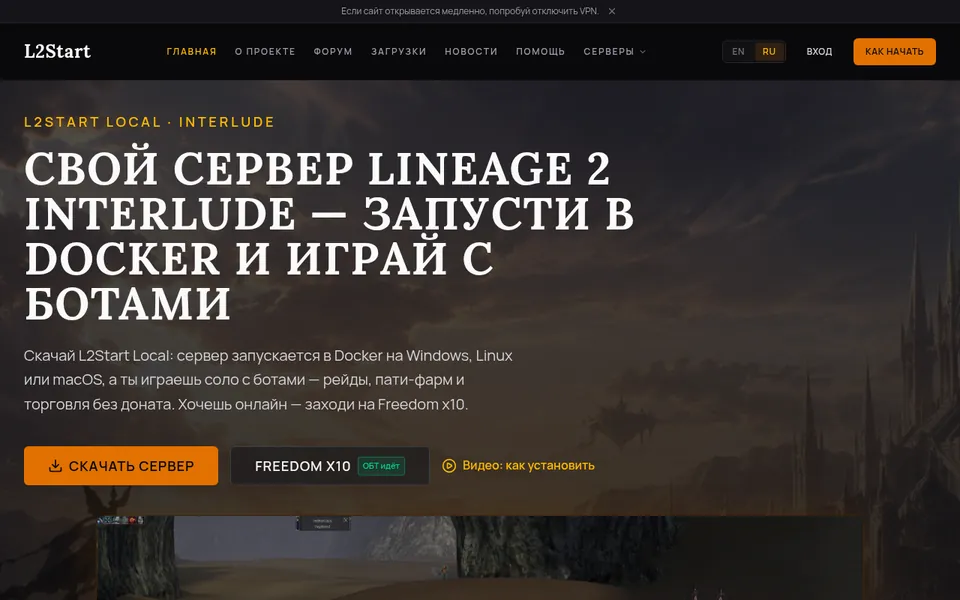 Если сайт открывается медленно, попробуй отключить VPN.
L2Start
ГЛАВНАЯ О ПРОЕКТЕ ФОРУМ ЗАГРУЗКИ НОВОСТИ ПОМОЩЬ СЕРВЕРЫ
EN RU ВХОД КАК НАЧАТЬ
L2START LOCAL · INTERLUDE
СВОЙ СЕРВЕР LINEAGE 2
INTERLUDE — ЗАПУСТИ В
DOCKER И ИГРАЙ С
БОТАМИ
Скачай L2Start Local: сервер запускается в Docker на Windows, Linux
или macOS, а ты играешь соло с ботами — рейды, пати-фарм и
торговля без доната. Хочешь онлайн — заходи на Freedom x10.
СКАЧАТЬ СЕРВЕР
FREEDOM X10 ОБТ идёт
Видео: как установить